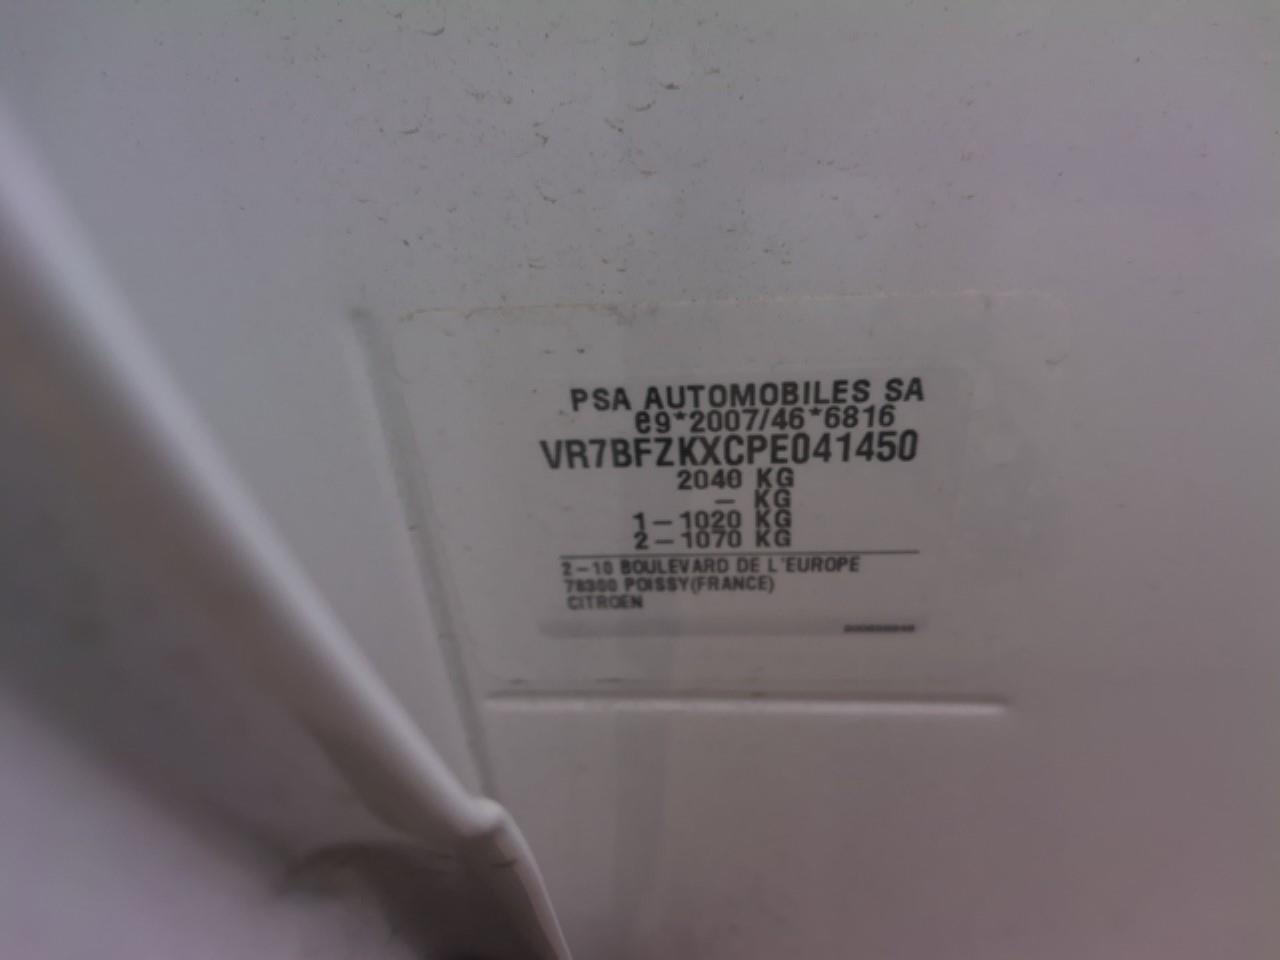 PSA AUTOMOBILES SA
e9*2007/46*6816
VR7BFZKXCPE041450
2040 KG
– KG
1–1020 KG
2–1070 KG
2–10 BOULEVARD DE L'EUROPE
78300 POISSY(FRANCE)
CITROEN